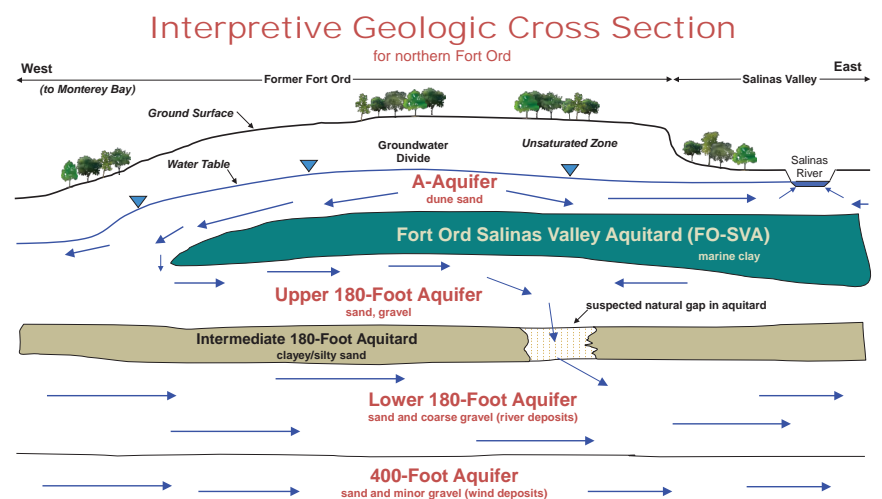 Interpretive Geologic Cross Section
for northern Fort Ord
West
East
(to Monterey Bay)
Former Fort Ord
Salinas Valley
Ground Surface
Water Table
Groundwater
Divide
Unsaturated Zone
Salinas
River
A-Aquifer
dune sand
Fort Ord Salinas Valley Aquitard (FO-SVA)
marine clay
Upper 180-Foot Aquifer
sand, gravel
suspected natural gap in aquitard
Intermediate 180-Foot Aquitard
clayey/silty sand
Lower 180-Foot Aquifer
sand and coarse gravel (river deposits)
400-Foot Aquifer
sand and minor gravel (wind deposits)